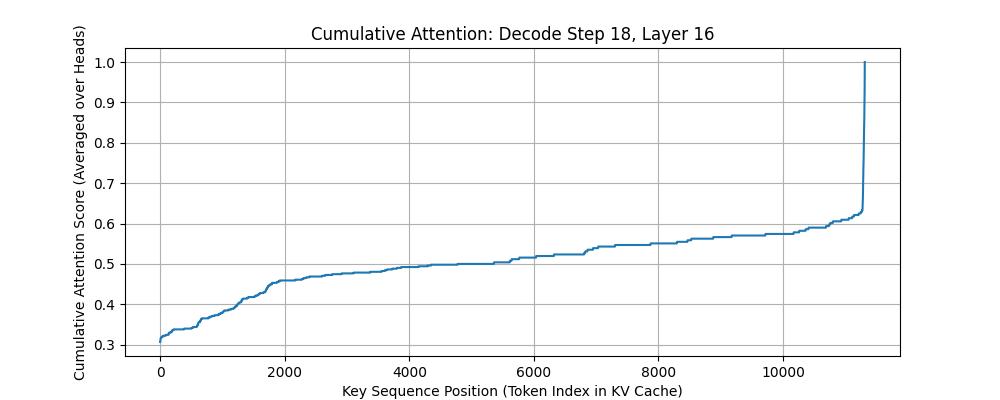 Cumulative Attention: Decode Step 18, Layer 16
Cumulative Attention Score (Averaged over Heads)
1.0
0.9
0.8
0.7
0.6
0.5
0.4
0.3
0 2000 4000 6000 8000 10000
Key Sequence Position (Token Index in KV Cache)